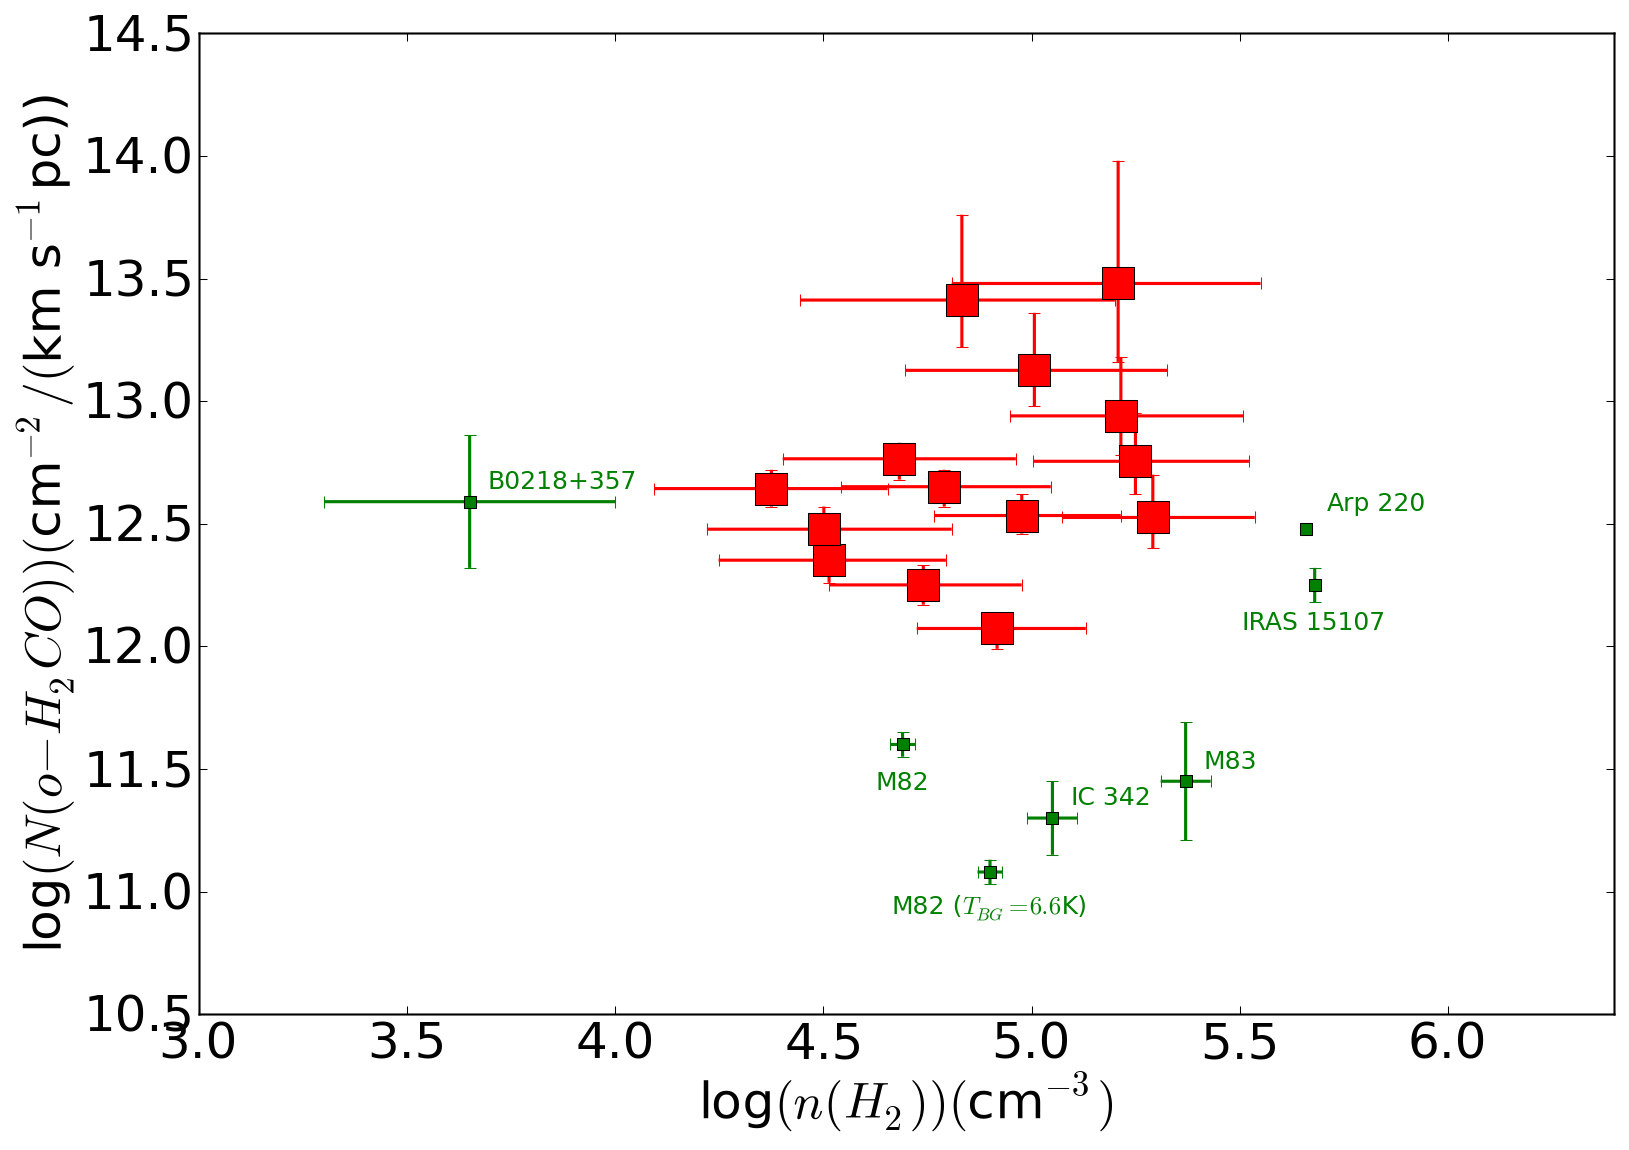 14.5
14.0
13.5
13.0
12.5
12.0
11.5
11.0
10.5
log(N(o−H₂CO))(cm⁻²/(km s⁻¹ pc))
B0218+357
Arp 220
IRAS 15107
M82
M83
IC 342
M82 (T_BG = 6.6K)
3.0 3.5 4.0 4.5 5.0 5.5 6.0
log(n(H₂))(cm⁻³)